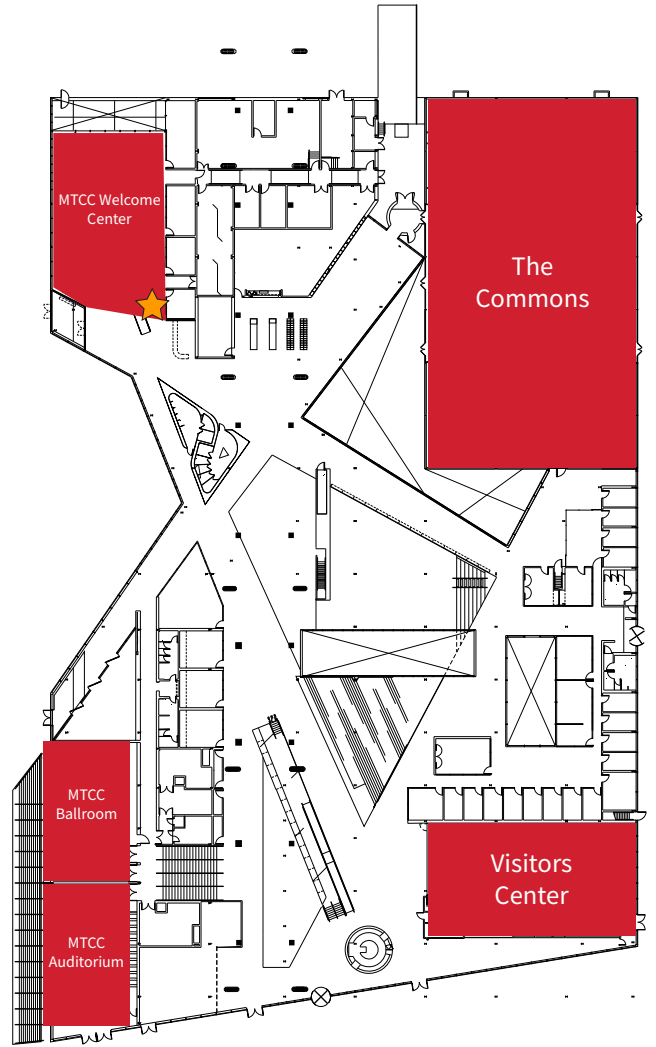 MTCC Welcome
Center
The
Commons
MTCC
Ballroom
Visitors
Center
MTCC
Auditorium